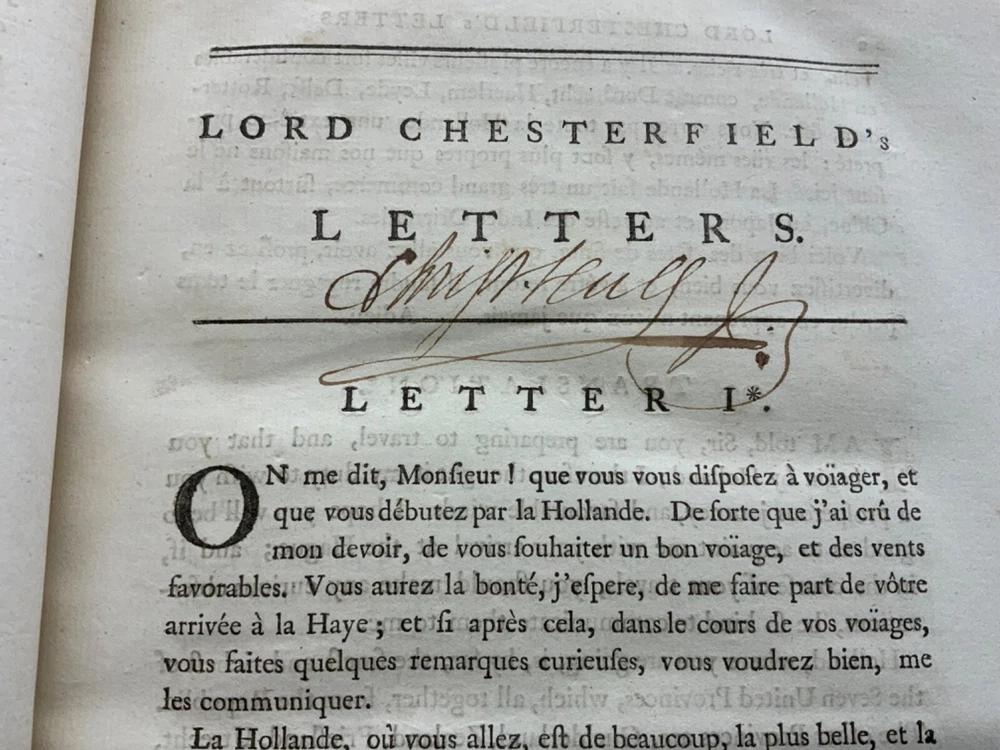 LORD CHESTERFIELD's
LETTERS.
LETTER I*.
ON me dit, Monſieur ! que vous vous diſpoſez à voïager, et
que vous débutez par la Hollande. De ſorte que j'ai crû de
mon devoir, de vous ſouhaiter un bon voïage, et des vents
favorables. Vous aurez la bonté, j'eſpere, de me faire part de vôtre
arrivée à la Haye ; et ſi après cela, dans le cours de vos voïages,
vous faites quelques remarques curieuſes, vous voudrez bien, me
les communiquer.
La Hollande, où vous allez, eſt de beaucoup, la plus belle, et la